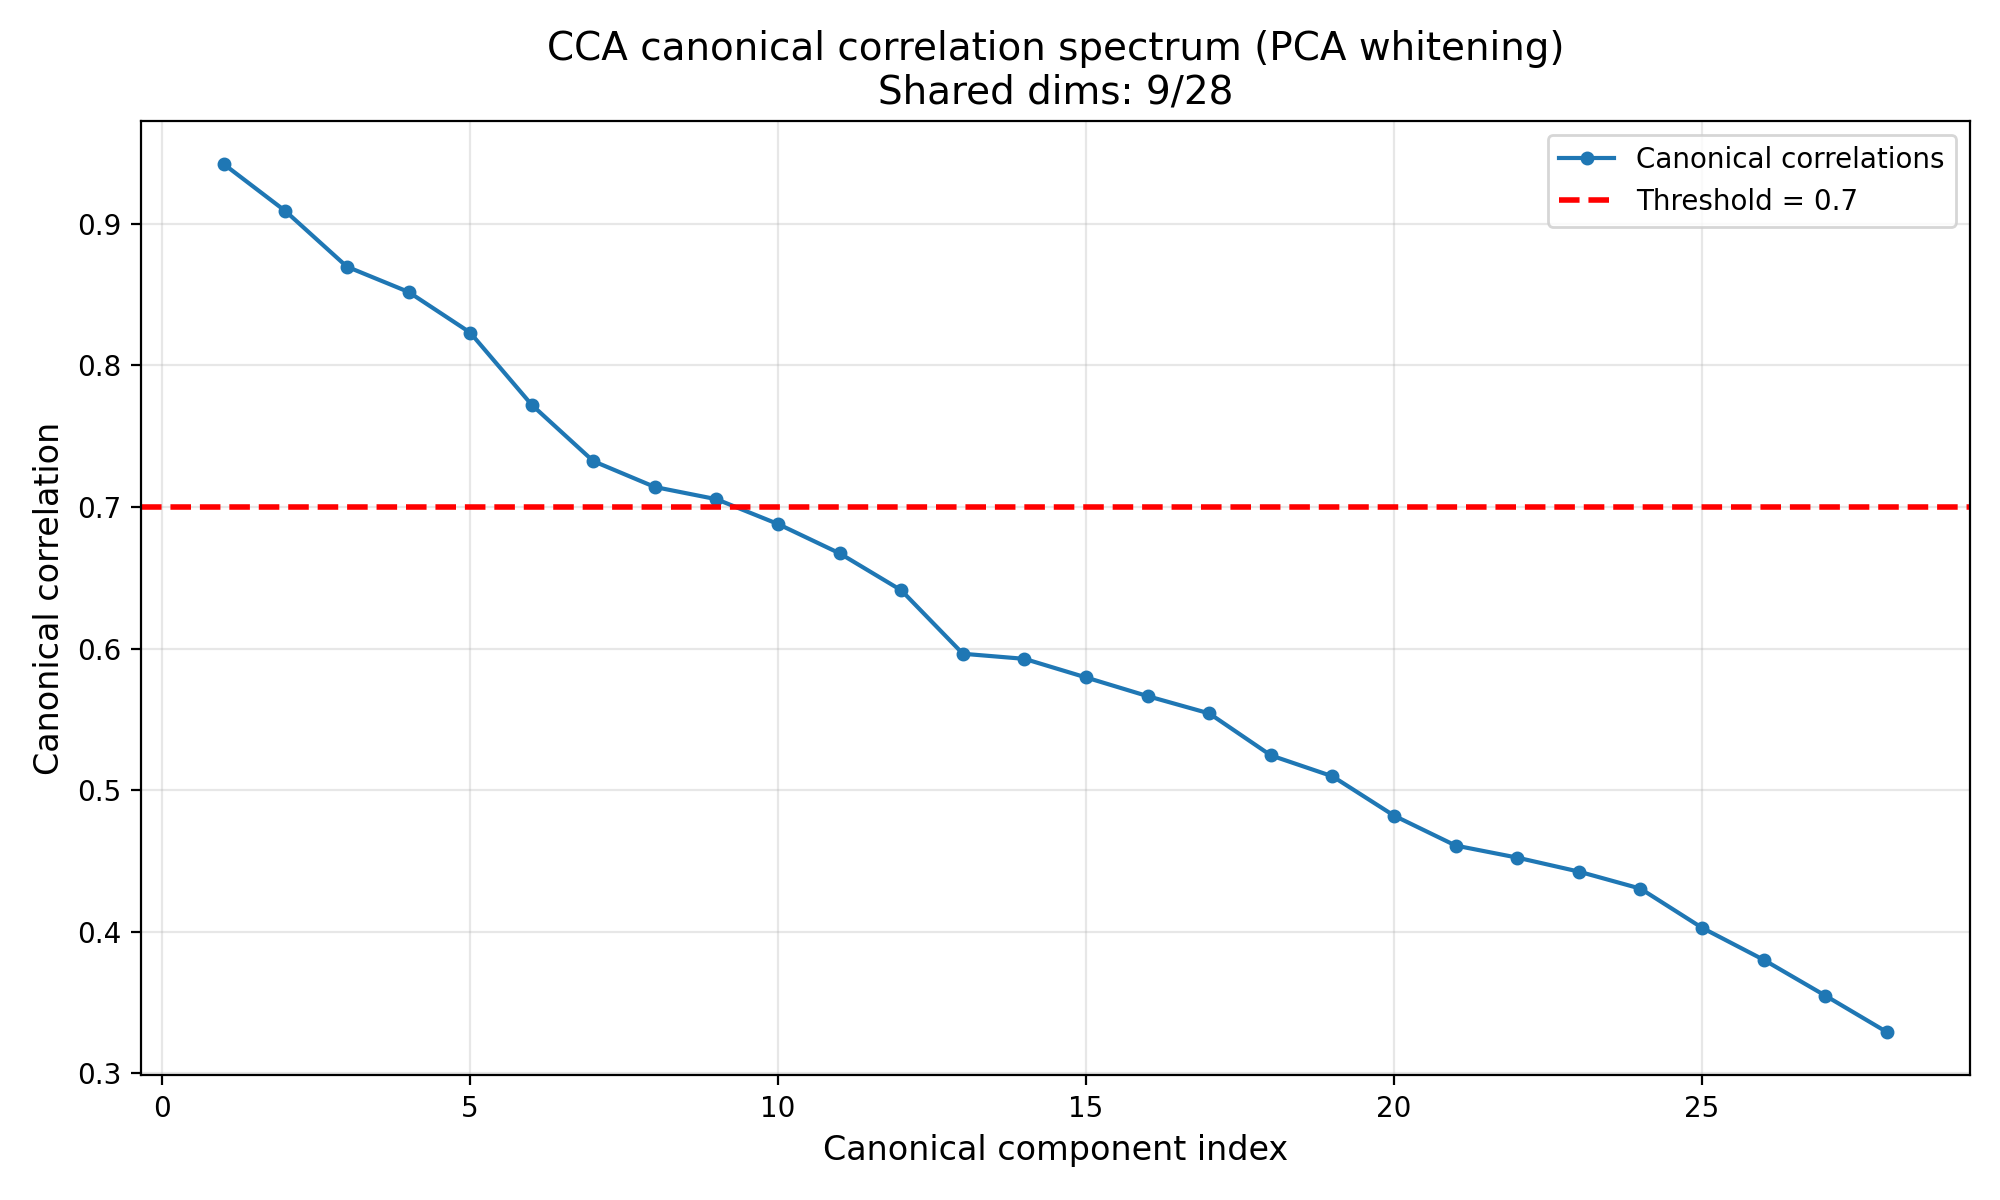 CCA canonical correlation spectrum (PCA whitening)
Shared dims: 9/28
Canonical correlations
Threshold = 0.7
Canonical correlation
0.9
0.8
0.7
0.6
0.5
0.4
0.3
0
5
10
15
20
25
Canonical component index